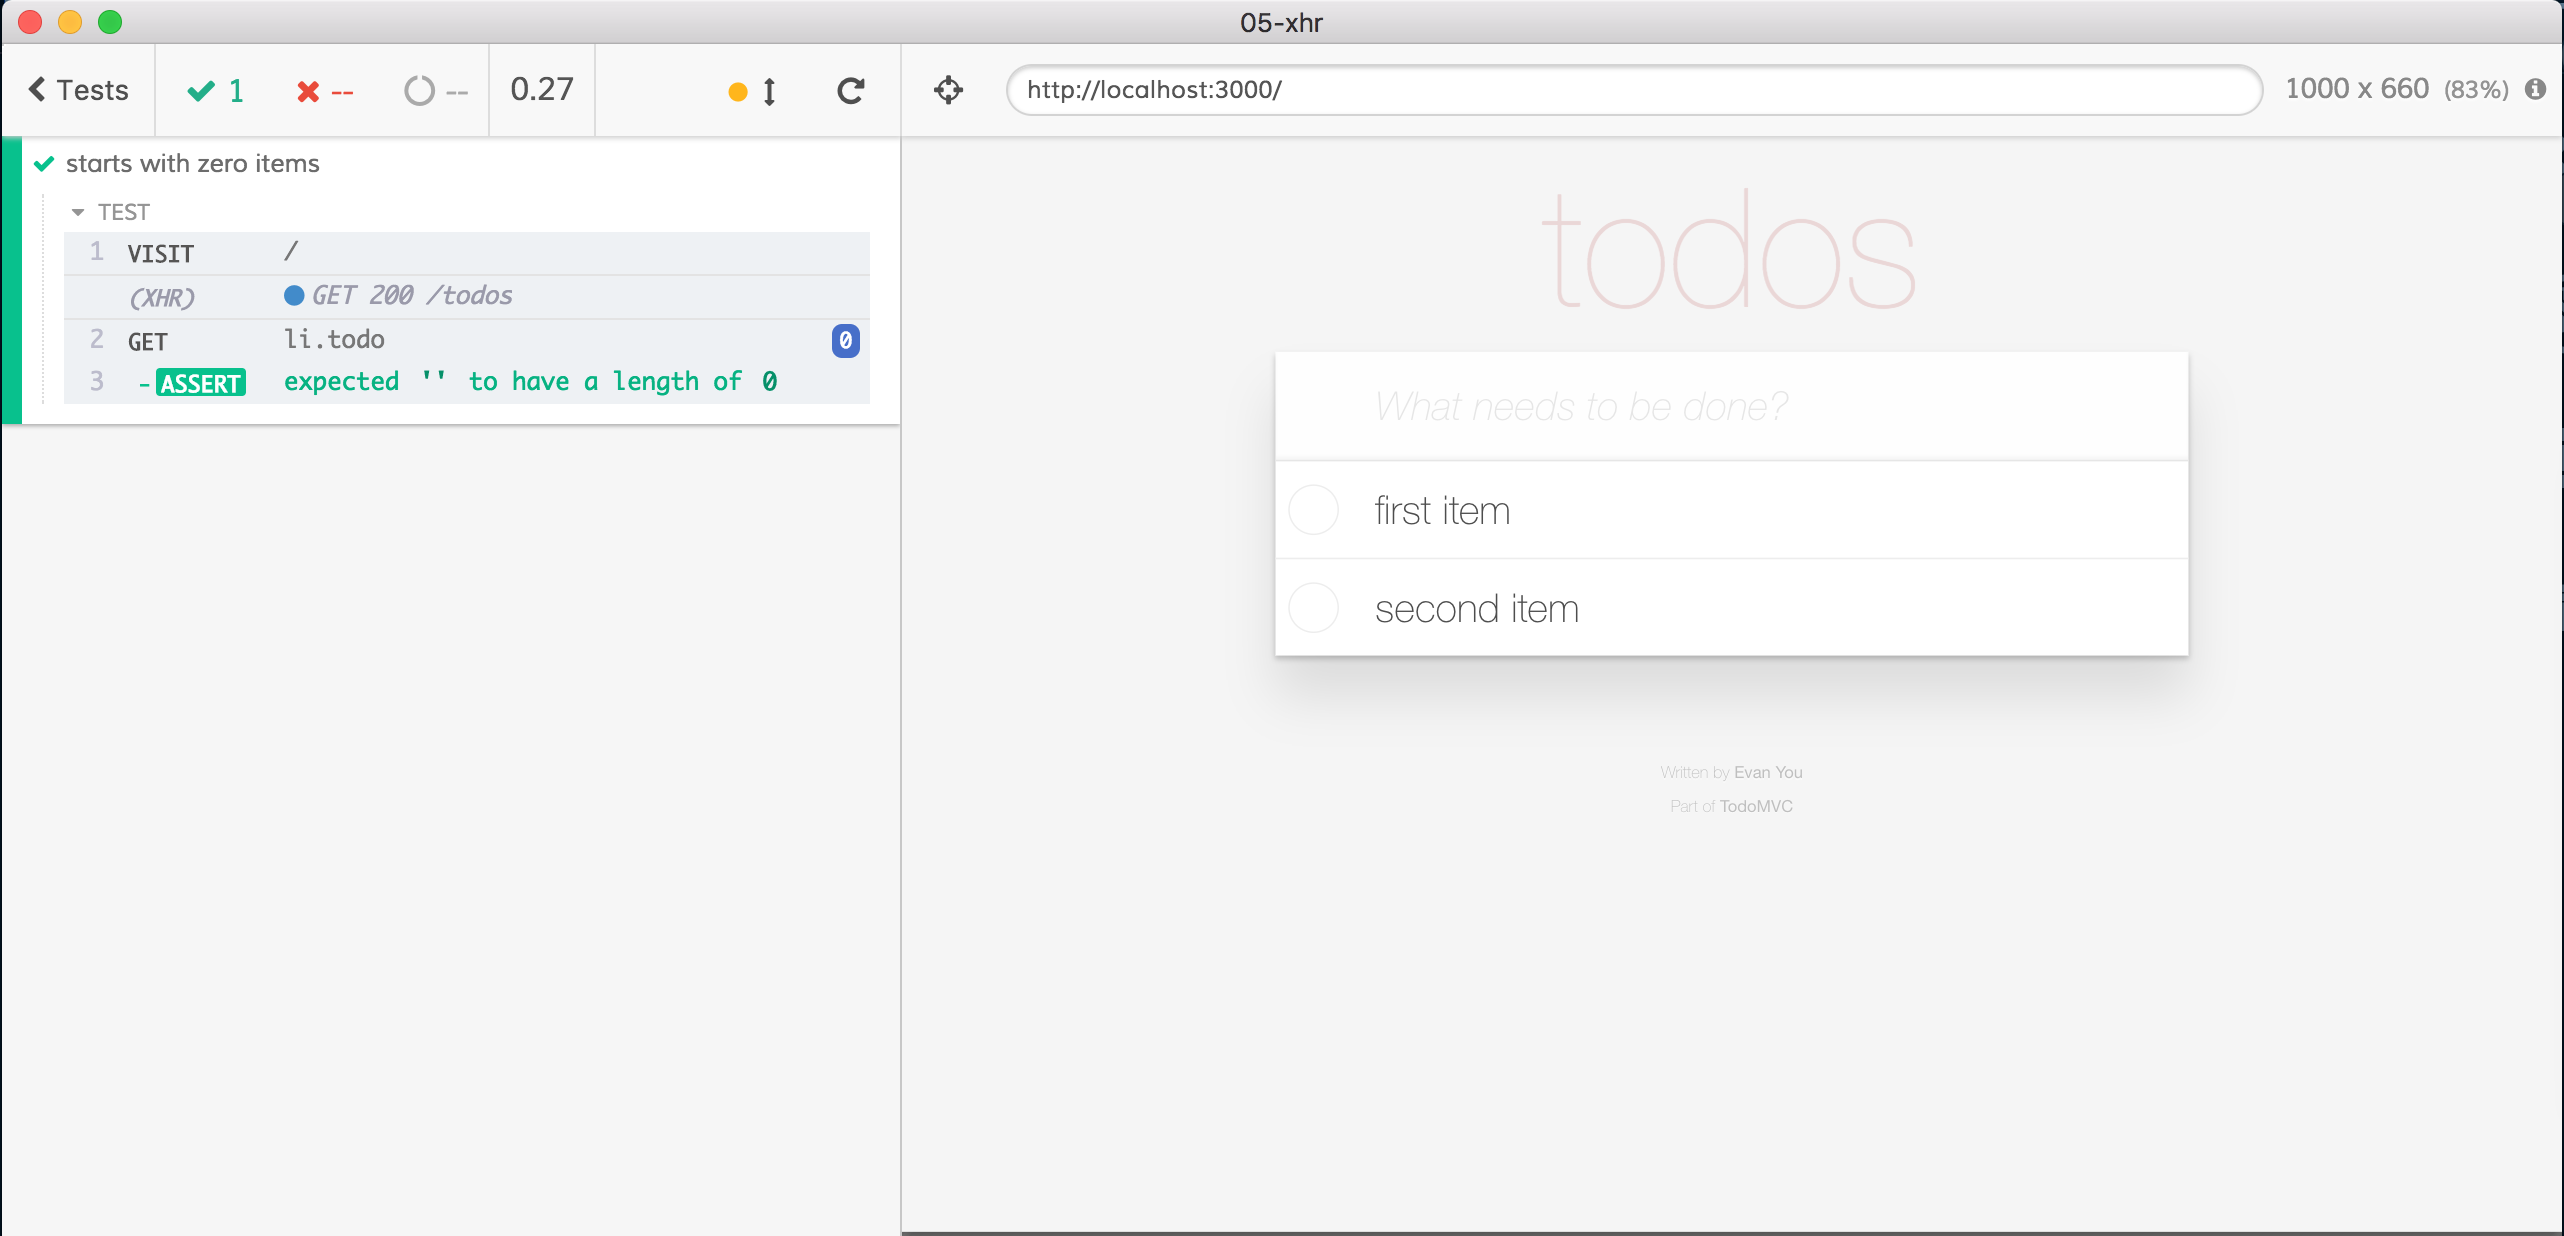 05-xhr
Tests 1 -- -- 0.27
http://localhost:3000/ 1000 x 660 (83%)
starts with zero items
TEST
1 VISIT /
(XHR) GET 200 /todos
2 GET li.todo 0
3 -ASSERT expected '' to have a length of 0
todos
What needs to be done?
first item
second item
Written by Evan You
Part of TodoMVC